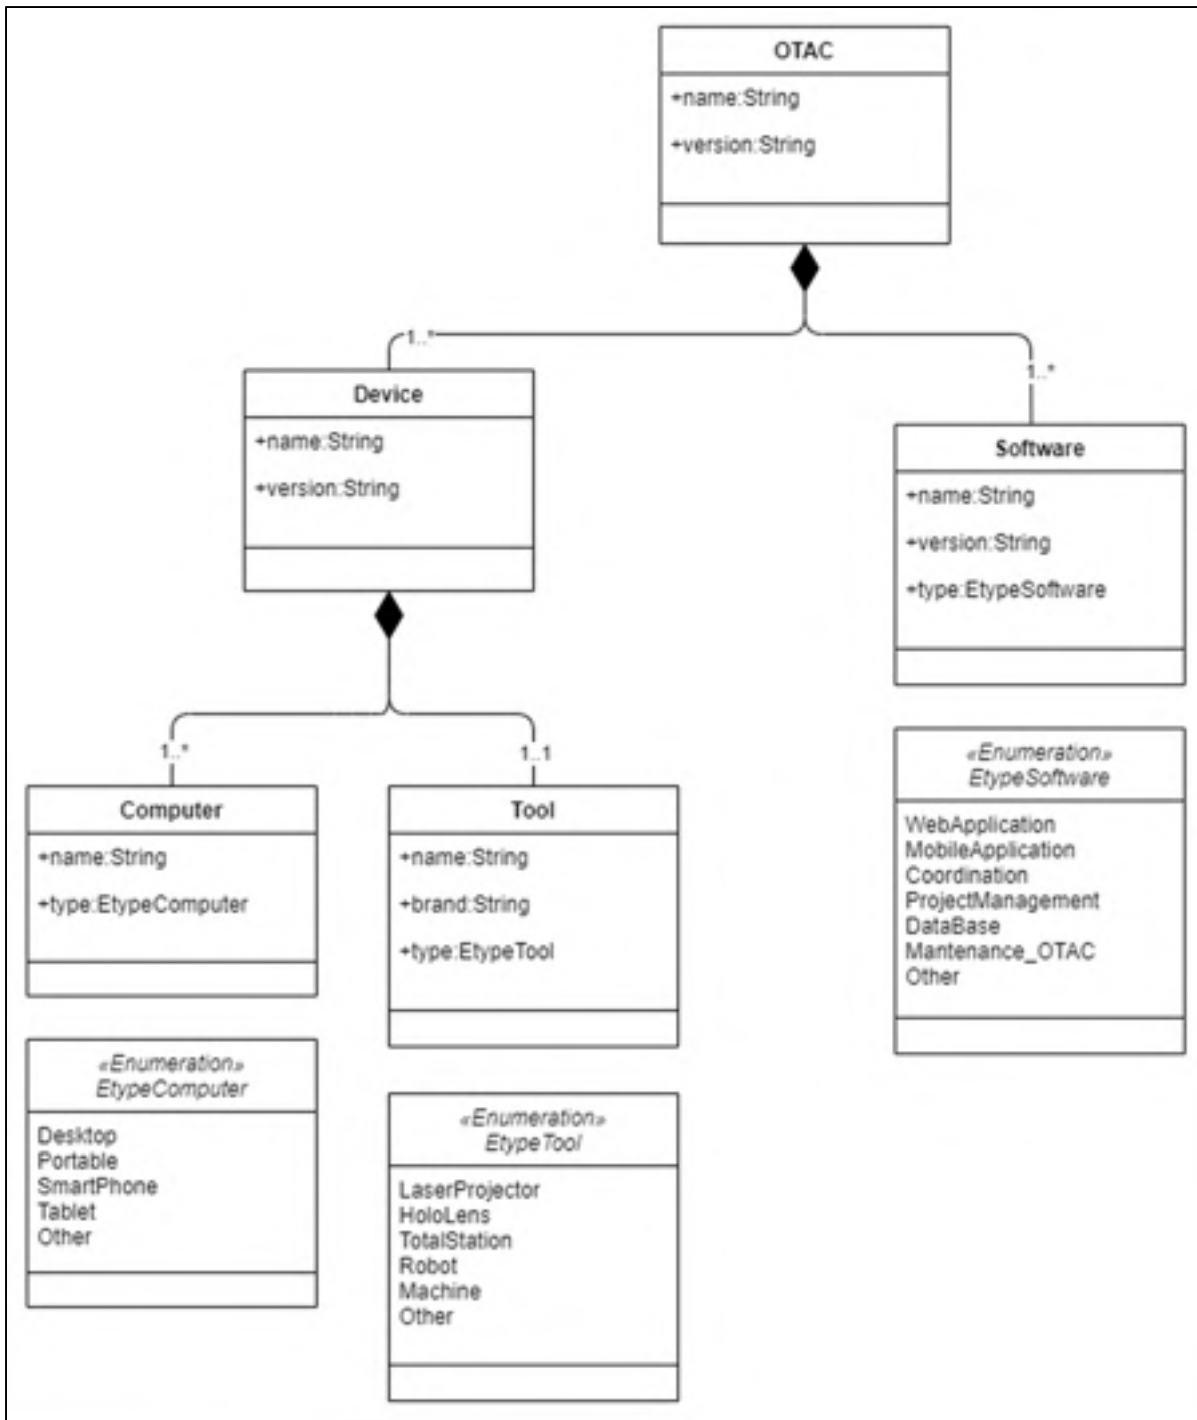 OTAC
+name:String
+version:String
1..*
1..*
Device
+name:String
+version:String
Software
+name:String
+version:String
+type:EtypeSoftware
1..*
1..1
Computer
+name:String
+type:EtypeComputer
Tool
+name:String
+brand:String
+type:EtypeTool
«Enumeration»
EtypeSoftware
WebApplication
MobileApplication
Coordination
ProjectManagement
DataBase
Mantenance_OTAC
Other
«Enumeration»
EtypeComputer
Desktop
Portable
SmartPhone
Tablet
Other
«Enumeration»
EtypeTool
LaserProjector
HoloLens
TotalStation
Robot
Machine
Other